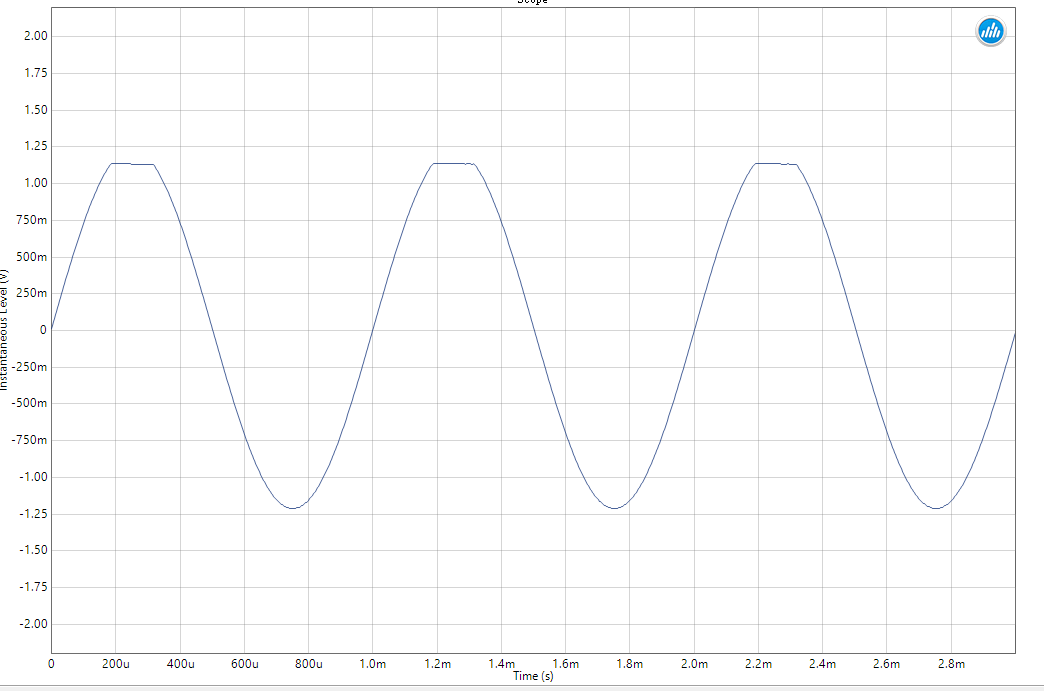 Scope
2.00
1.75
1.50
1.25
1.00
750m
500m
250m
0
-250m
-500m
-750m
-1.00
-1.25
-1.50
-1.75
-2.00
Instantaneous Level (V)
0 200u 400u 600u 800u 1.0m 1.2m 1.4m 1.6m 1.8m 2.0m 2.2m 2.4m 2.6m 2.8m
Time (s)